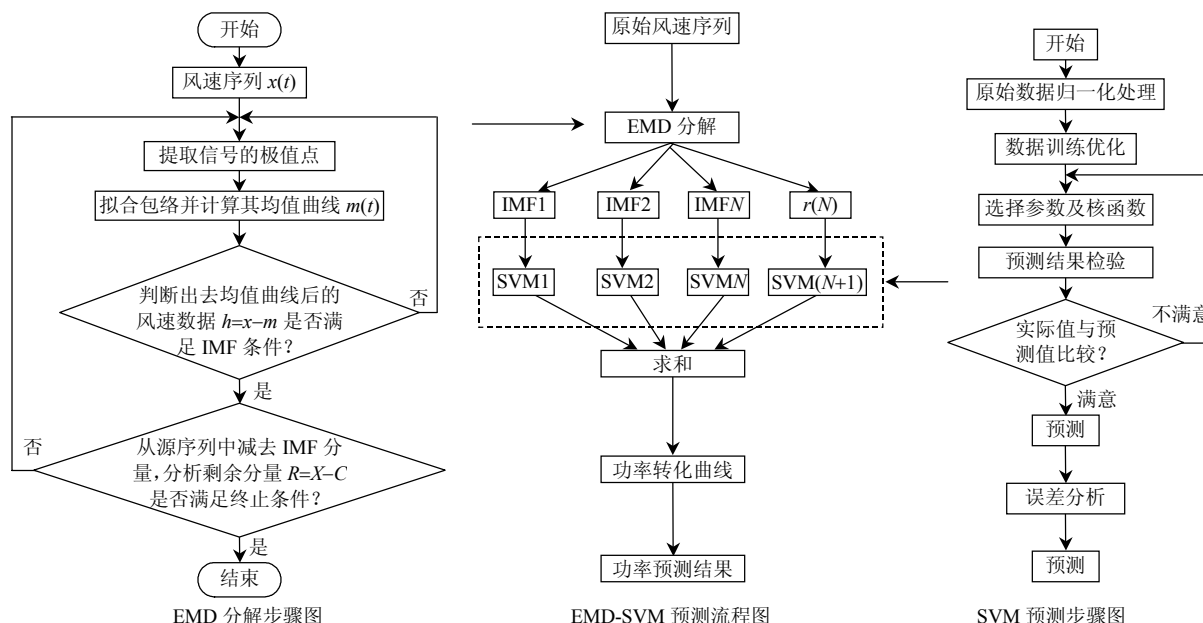 开始
风速序列 x(t)
提取信号的极值点
拟合包络并计算其均值曲线 m(t)
判断出去均值曲线后的
风速数据 h=x−m 是否满
足 IMF 条件？
否
是
从源序列中减去 IMF 分
量，分析剩余分量 R=X−C
是否满足终止条件？
否
是
结束
EMD 分解步骤图
原始风速序列
EMD 分解
IMF1 IMF2 IMFN r(N)
SVM1 SVM2 SVMN SVM(N+1)
求和
功率转化曲线
功率预测结果
EMD-SVM 预测流程图
开始
原始数据归一化处理
数据训练优化
选择参数及核函数
预测结果检验
实际值与预
测值比较？
不满意
满意
预测
误差分析
预测
SVM 预测步骤图